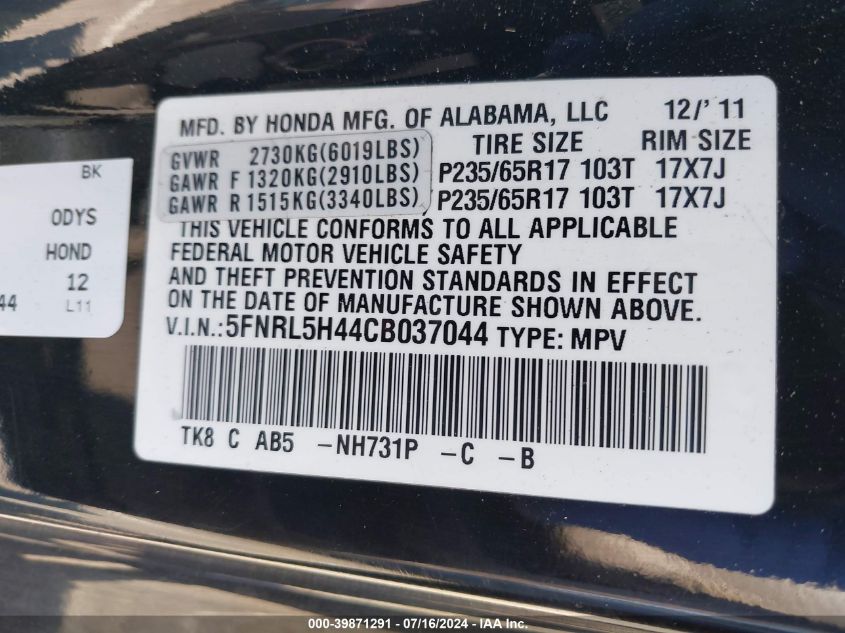 MFD. BY HONDA MFG. OF ALABAMA, LLC 12/' 11
TIRE SIZE RIM SIZE
GVWR 2730KG(6019LBS)
GAWR F 1320KG(2910LBS) P235/65R17 103T 17X7J
GAWR R 1515KG(3340LBS) P235/65R17 103T 17X7J
THIS VEHICLE CONFORMS TO ALL APPLICABLE
FEDERAL MOTOR VEHICLE SAFETY
AND THEFT PREVENTION STANDARDS IN EFFECT
ON THE DATE OF MANUFACTURE SHOWN ABOVE.
V.I.N.:5FNRL5H44CB037044 TYPE: MPV
TK8 C AB5 -NH731P -C -B
BK
ODYS
HOND
12
44 L11
000-39871291 - 07/16/2024 - IAA Inc.